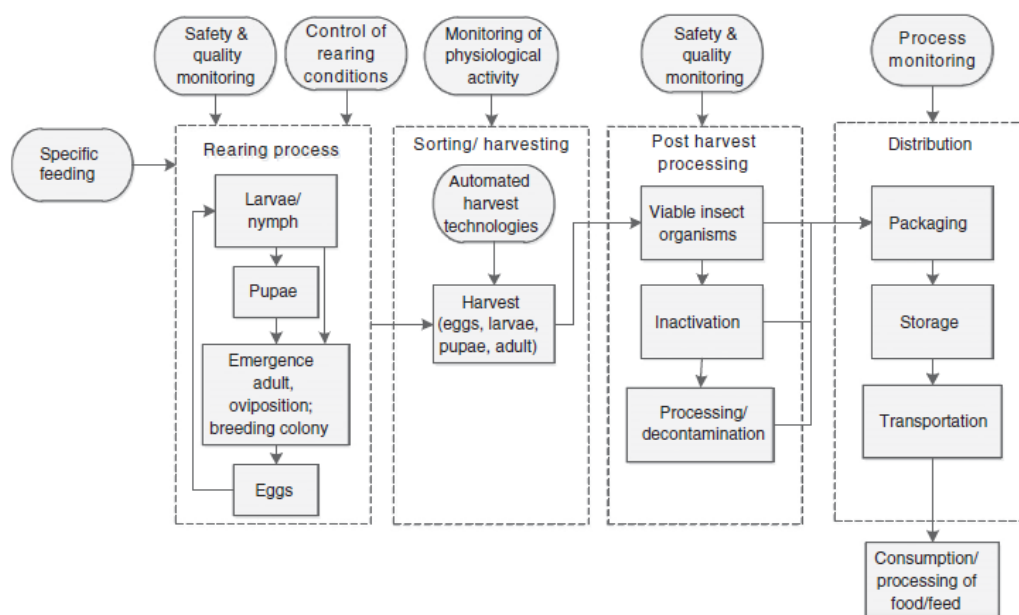 Safety &
quality
monitoring
Control of
rearing
conditions
Monitoring of
physiological
activity
Safety &
quality
monitoring
Process
monitoring
Specific
feeding
Rearing process
Larvae/
nymph
Pupae
Emergence
adult,
oviposition;
breeding colony
Eggs
Sorting/ harvesting
Automated
harvest
technologies
Harvest
(eggs, larvae,
pupae, adult)
Post harvest
processing
Viable insect
organisms
Inactivation
Processing/
decontamination
Distribution
Packaging
Storage
Transportation
Consumption/
processing of
food/feed